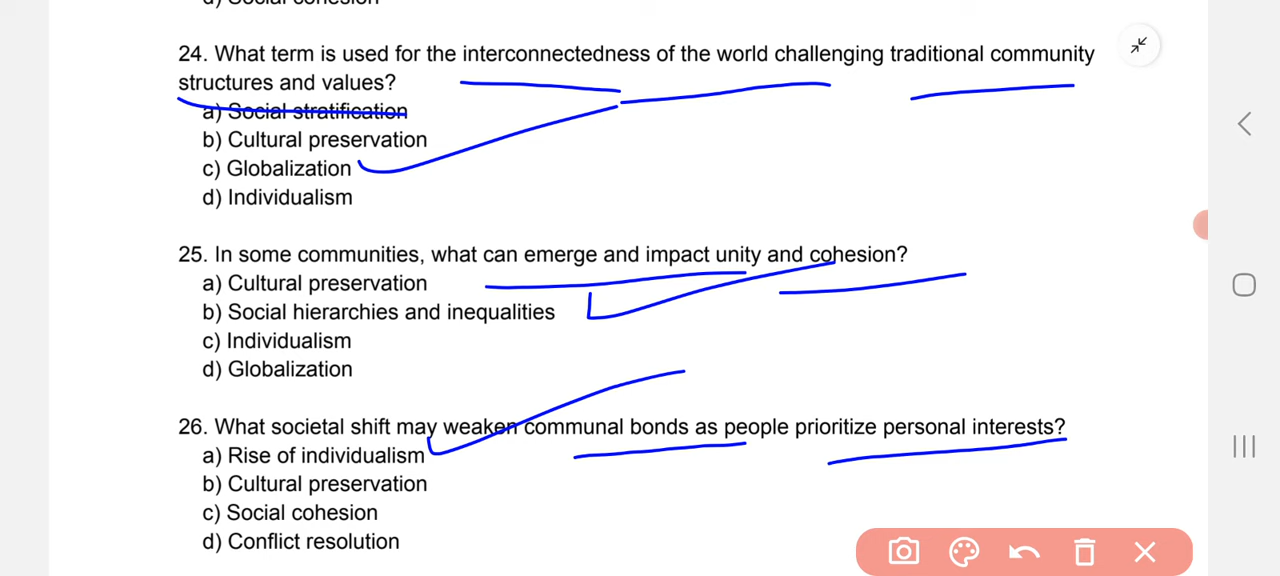 d) Social cohesion
24. What term is used for the interconnectedness of the world challenging traditional community
structures and values?
a) Social stratification
b) Cultural preservation
c) Globalization
d) Individualism
25. In some communities, what can emerge and impact unity and cohesion?
a) Cultural preservation
b) Social hierarchies and inequalities
c) Individualism
d) Globalization
26. What societal shift may weaken communal bonds as people prioritize personal interests?
a) Rise of individualism
b) Cultural preservation
c) Social cohesion
d) Conflict resolution